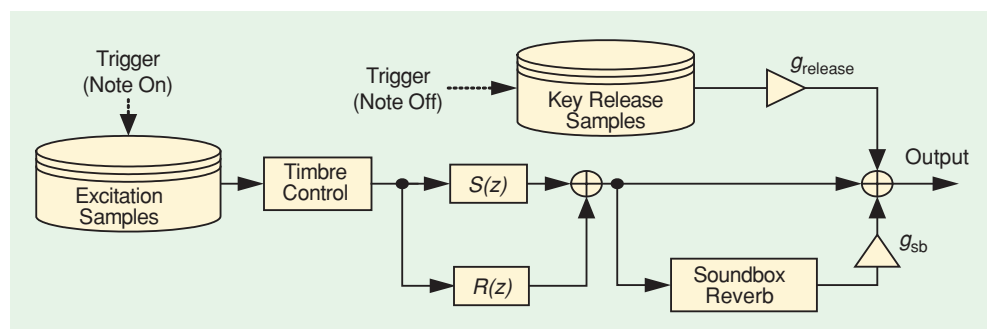 Trigger
(Note On)
Excitation
Samples
Timbre
Control
S(z)
R(z)
Trigger
(Note Off)
Key Release
Samples
g_release
Soundbox
Reverb
g_sb
Output